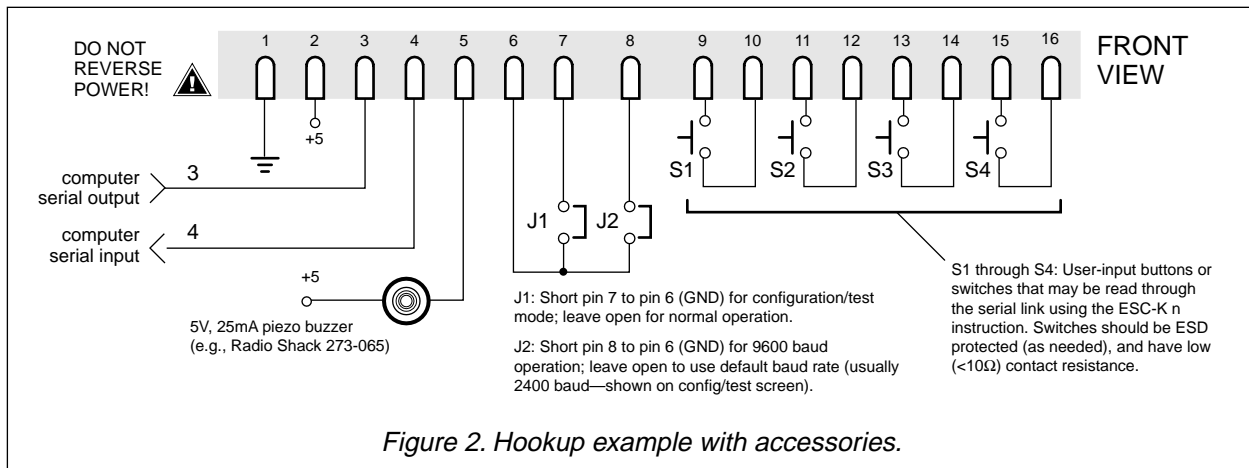 DO NOT
REVERSE
POWER!
1 2 3 4 5 6 7 8 9 10 11 12 13 14 15 16
FRONT
VIEW
+5
computer
serial output
3
computer
serial input
4
S1 S2 S3 S4
J1 J2
+5
5V, 25mA piezo buzzer
(e.g., Radio Shack 273-065)
J1: Short pin 7 to pin 6 (GND) for configuration/test
mode; leave open for normal operation.
J2: Short pin 8 to pin 6 (GND) for 9600 baud
operation; leave open to use default baud rate (usually
2400 baud—shown on config/test screen).
S1 through S4: User-input buttons or
switches that may be read through
the serial link using the ESC-K n
instruction. Switches should be ESD
protected (as needed), and have low
(<10Ω) contact resistance.
Figure 2. Hookup example with accessories.